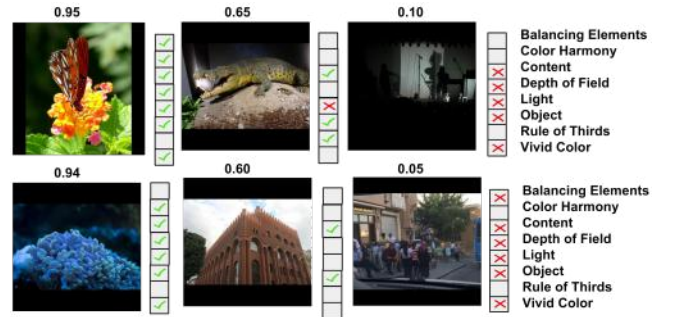 0.95 0.65 0.10
Balancing Elements
Color Harmony
Content
Depth of Field
Light
Object
Rule of Thirds
Vivid Color
0.94 0.60 0.05
Balancing Elements
Color Harmony
Content
Depth of Field
Light
Object
Rule of Thirds
Vivid Color